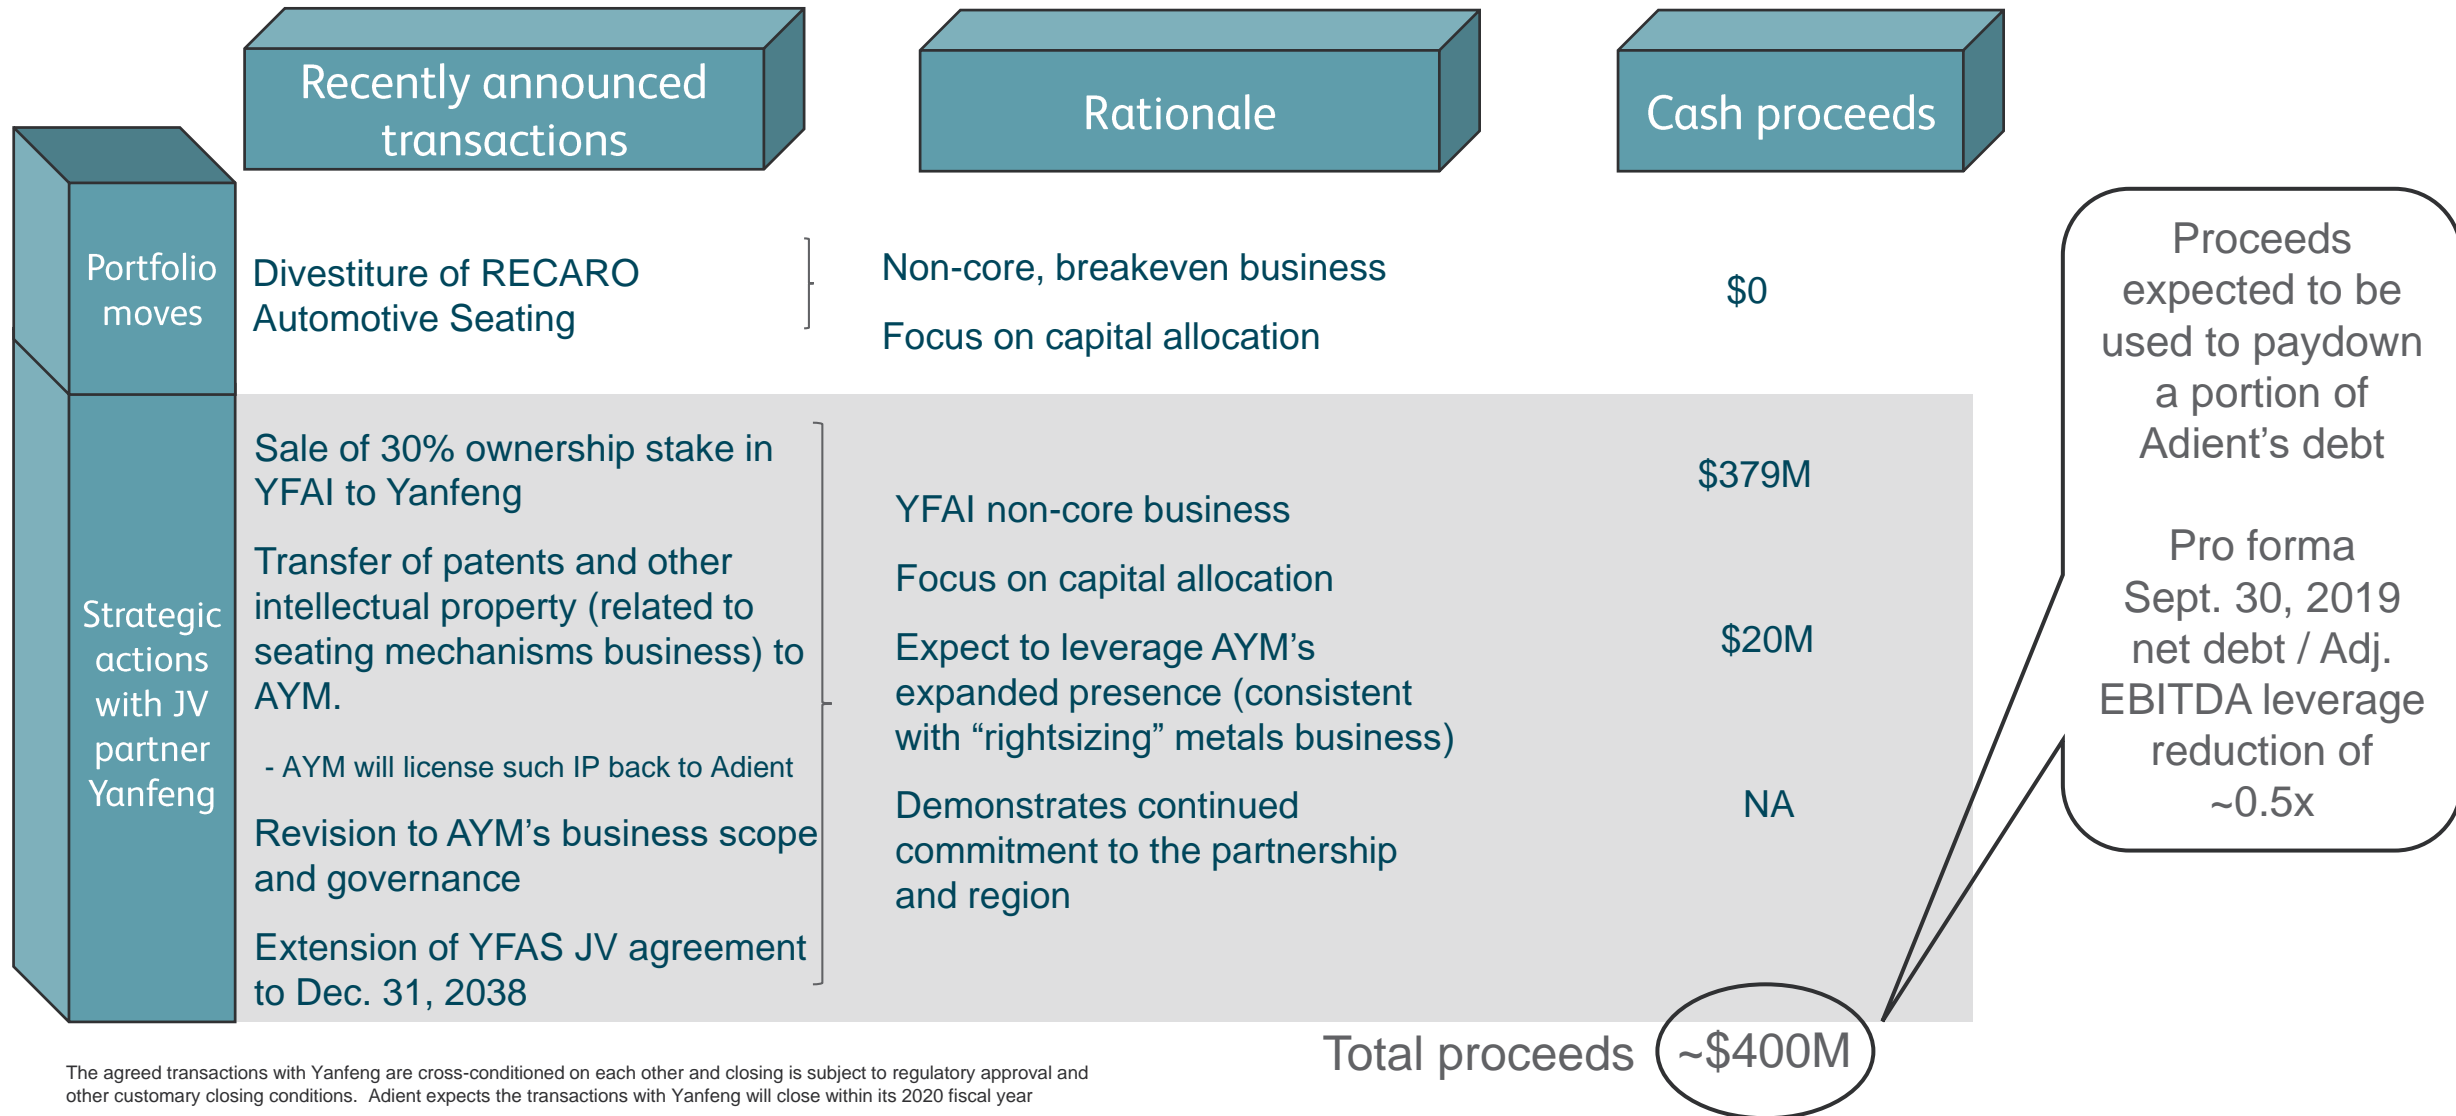 Recently announced
transactions
Rationale
Cash proceeds
Portfolio
moves
Divestiture of RECARO
Automotive Seating
Non-core, breakeven business
Focus on capital allocation
$0
Strategic
actions
with JV
partner
Yanfeng
Sale of 30% ownership stake in
YFAI to Yanfeng
Transfer of patents and other
intellectual property (related to
seating mechanisms business) to
AYM.
- AYM will license such IP back to Adient
Revision to AYM’s business scope
and governance
Extension of YFAS JV agreement
to Dec. 31, 2038
YFAI non-core business
Focus on capital allocation
Expect to leverage AYM’s
expanded presence (consistent
with “rightsizing” metals business)
Demonstrates continued
commitment to the partnership
and region
$379M
$20M
NA
Proceeds
expected to be
used to paydown
a portion of
Adient’s debt
Pro forma
Sept. 30, 2019
net debt / Adj.
EBITDA leverage
reduction of
~0.5x
Total proceeds ~$400M
The agreed transactions with Yanfeng are cross-conditioned on each other and closing is subject to regulatory approval and
other customary closing conditions.  Adient expects the transactions with Yanfeng will close within its 2020 fiscal year